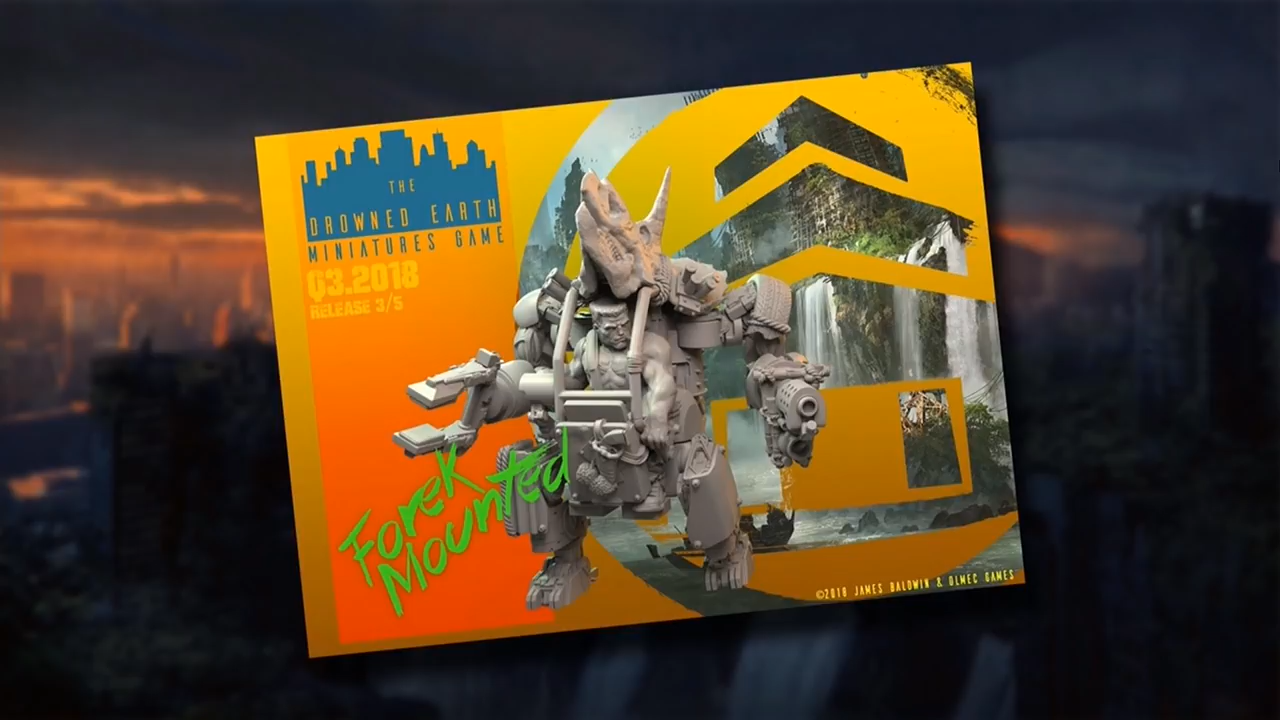 THE
DROWNED EARTH
MINIATURES GAME
Q3.2018
RELEASE 3/5
Forek
Mounted
©2018 JAMES BALDWIN & OLMEC GAMES